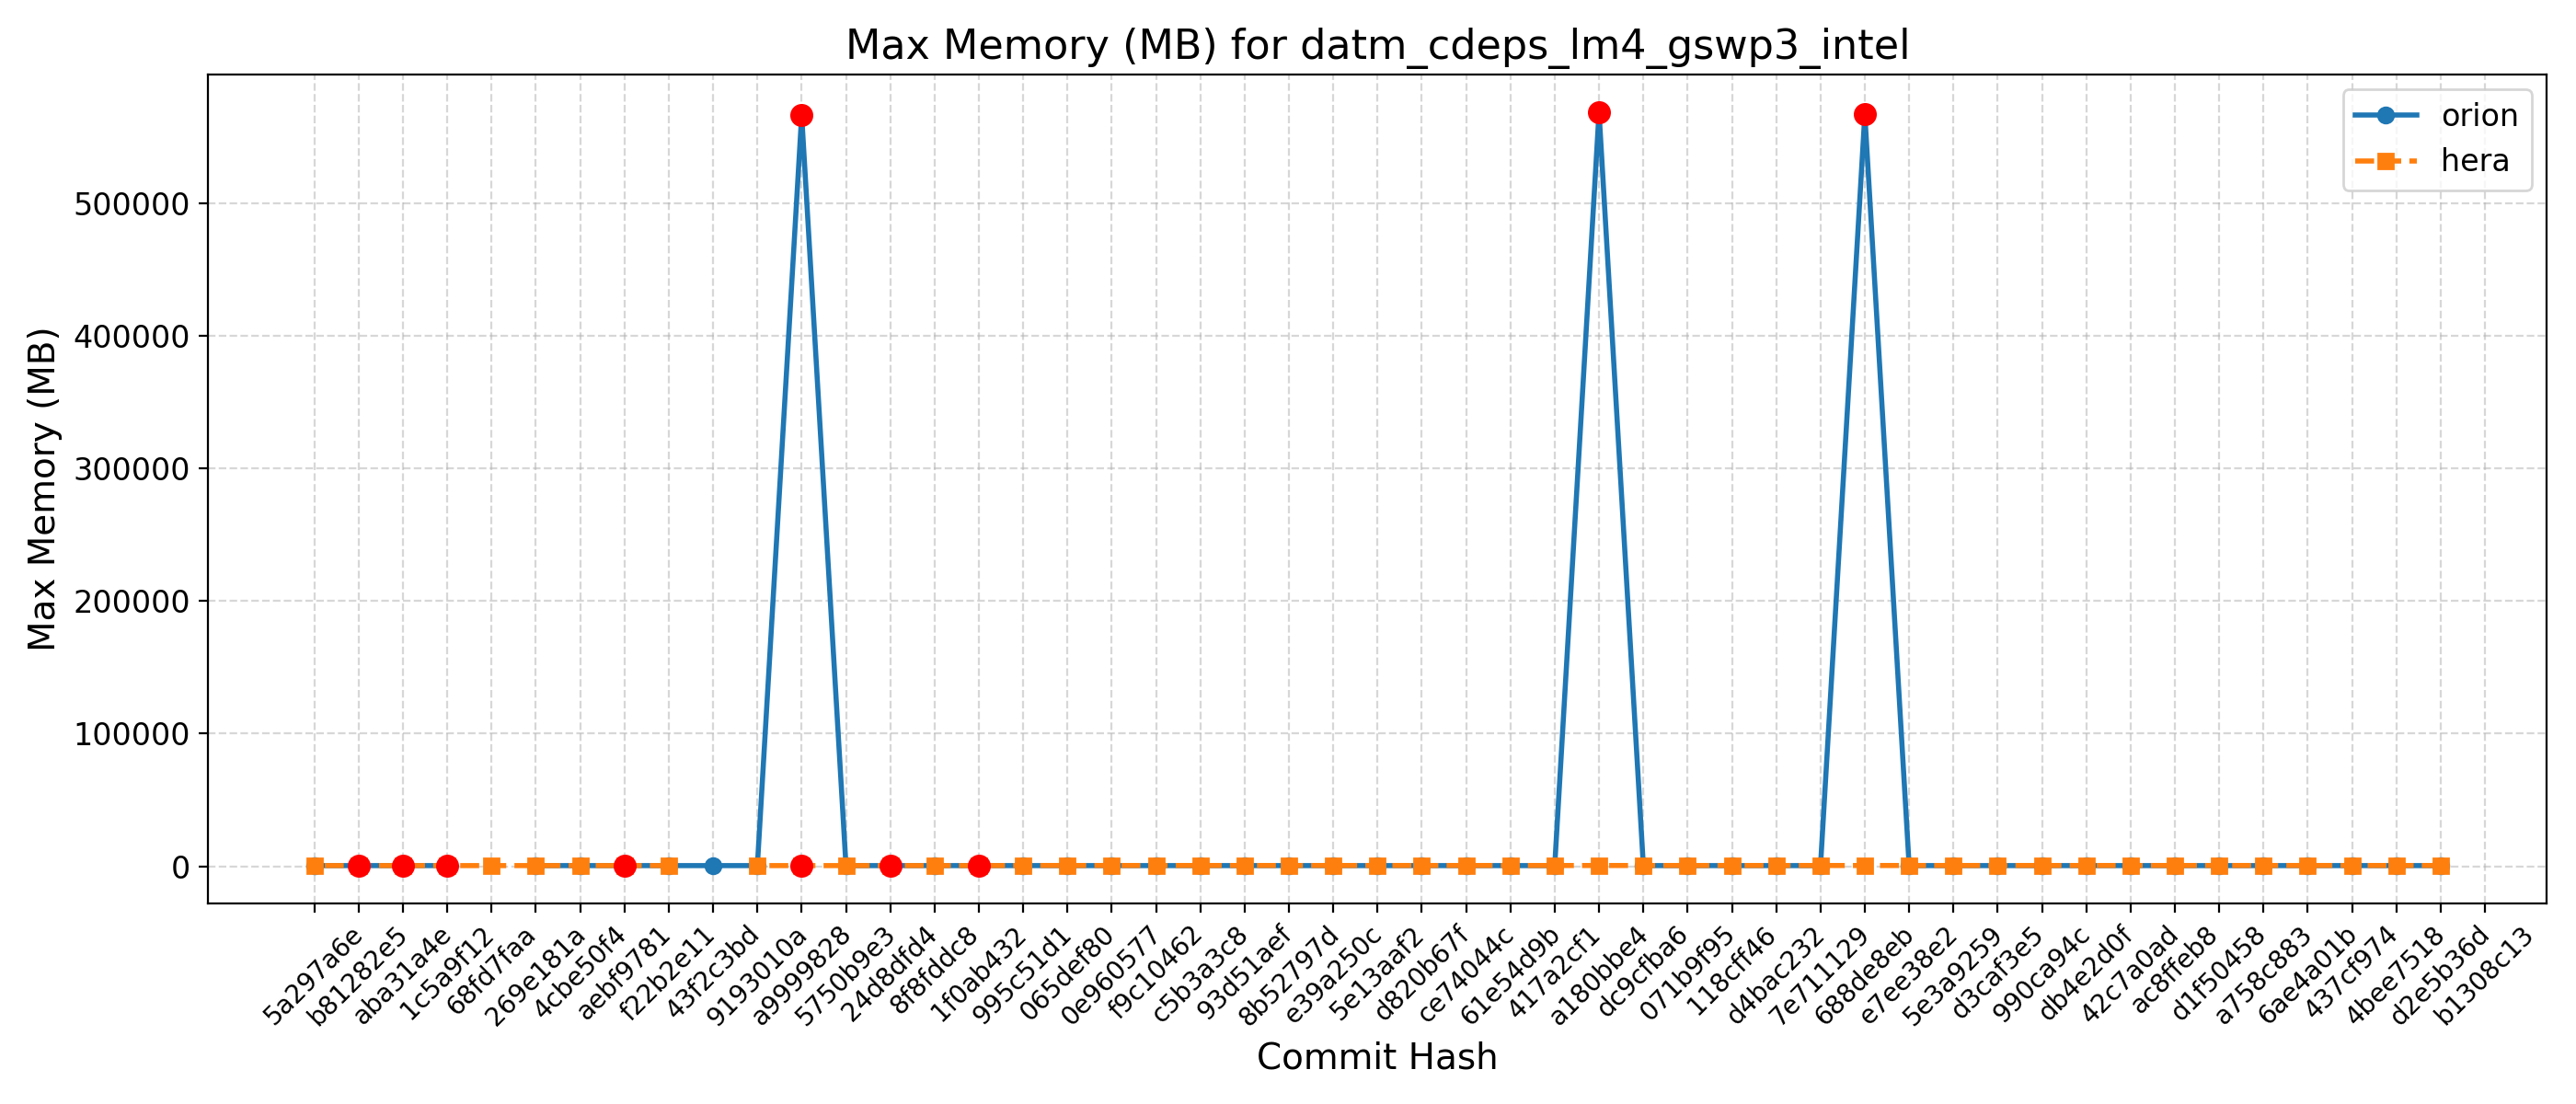 Max Memory (MB) for datm_cdeps_lm4_gswp3_intel
Max Memory (MB)
500000
400000
300000
200000
100000
0
orion
hera
5a297a6e
b81282e5
aba31a4e
1c5a9f12
68fd7faa
269e181a
4cbe50f4
aebf9781
f22b2e11
43f2c3bd
9193010a
a9999828
5750b9e3
24d8dfd4
8f8fddc8
1f0ab432
995c51d1
065def80
0e960577
f9c10462
c5b3a3c8
93d51aef
8b52797d
e39a250c
5e13aaf2
d820b67f
ce74044c
61e54d9b
417a2cf1
a180bbe4
dc9cfba6
071b9f95
118cff46
d4bac232
7e711129
688de8eb
e7ee38e2
5e3a9259
d3caf3e5
990ca94c
db4e2d0f
42c7a0ad
ac8ffeb8
d1f50458
a758c883
6ae4a01b
437cf974
4bee7518
d2e5b36d
b1308c13
Commit Hash